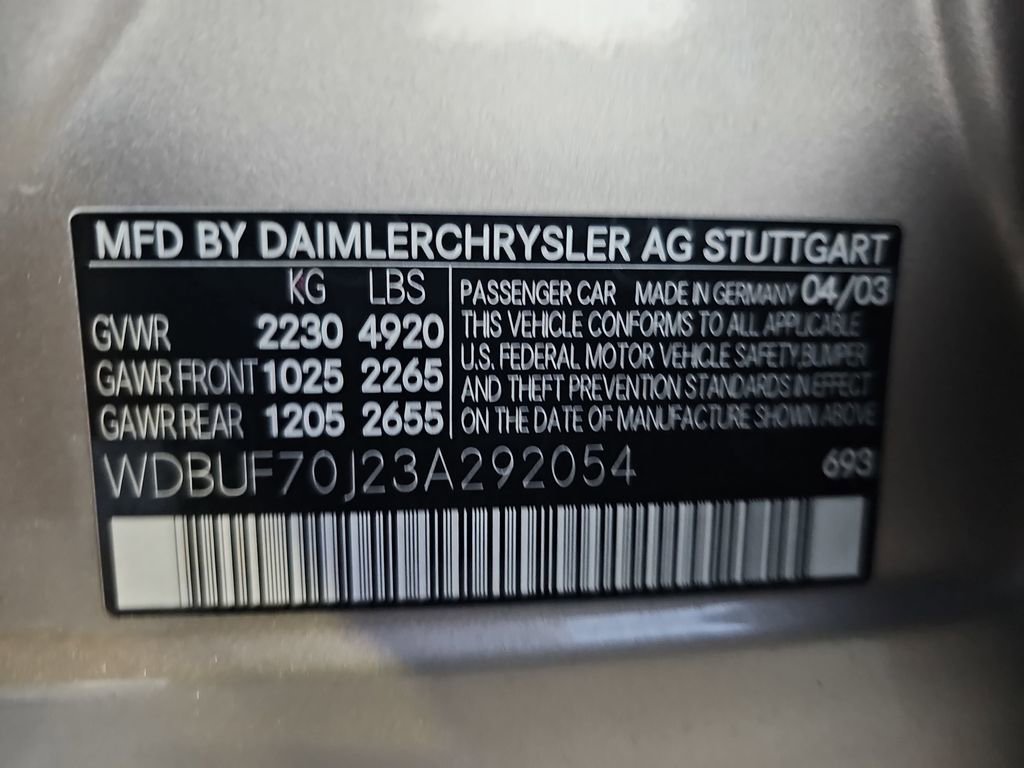 MFD BY DAIMLERCHRYSLER AG STUTTGART
KG LBS
GVWR 2230 4920
GAWR FRONT 1025 2265
GAWR REAR 1205 2655
PASSENGER CAR MADE IN GERMANY 04/03
THIS VEHICLE CONFORMS TO ALL APPLICABLE
U.S. FEDERAL MOTOR VEHICLE SAFETY, BUMPER
AND THEFT PREVENTION STANDARDS IN EFFECT
ON THE DATE OF MANUFACTURE SHOWN ABOVE
WDBUF70J23A292054 693